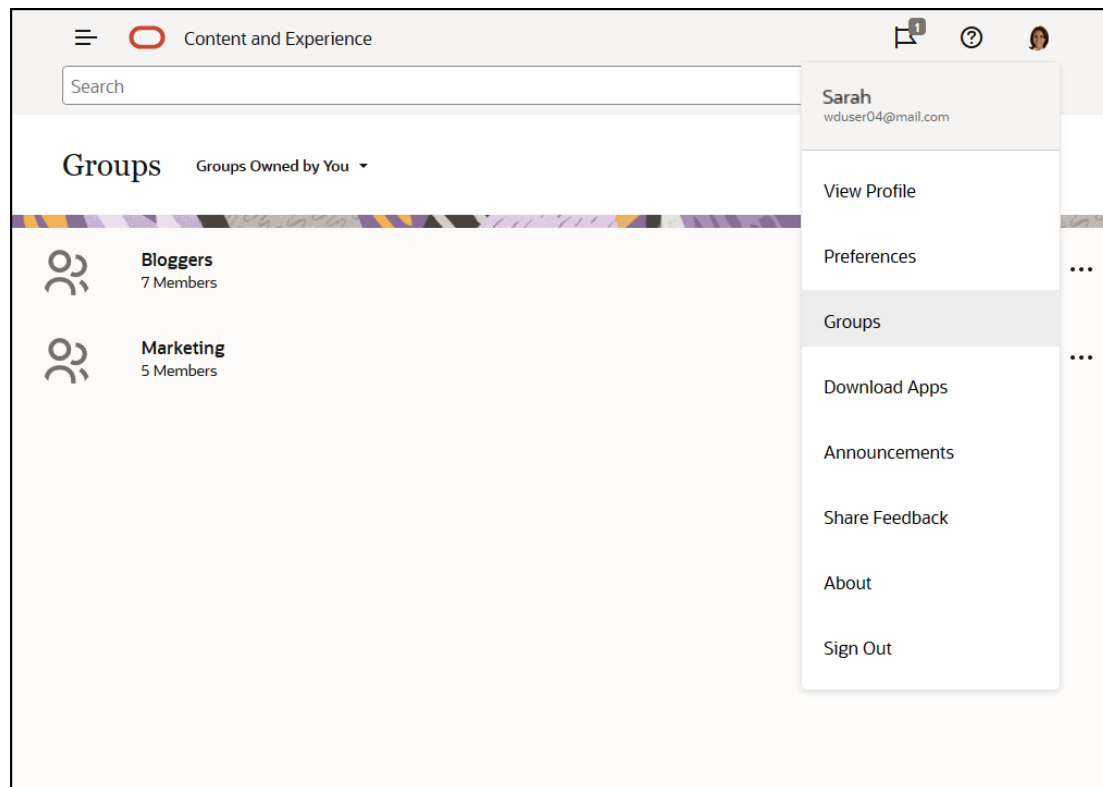 Content and Experience
1
Search
Sarah
wduser04@mail.com
Groups
Groups Owned by You
View Profile
Preferences
Bloggers
7 Members
Groups
Marketing
5 Members
Download Apps
Announcements
Share Feedback
About
Sign Out